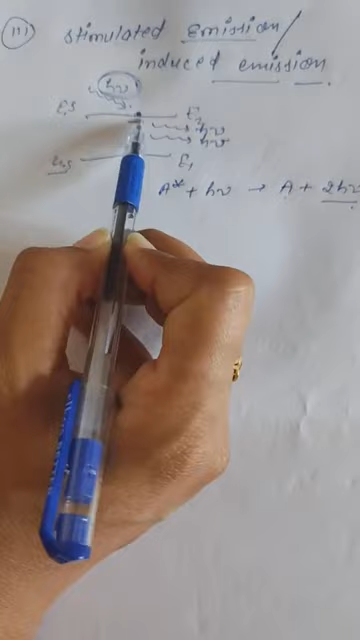 (iii) stimulated emission/
induced emission.
hν
E.S E₂
hν
hν
G.S E₁
A* + hν → A + 2hν